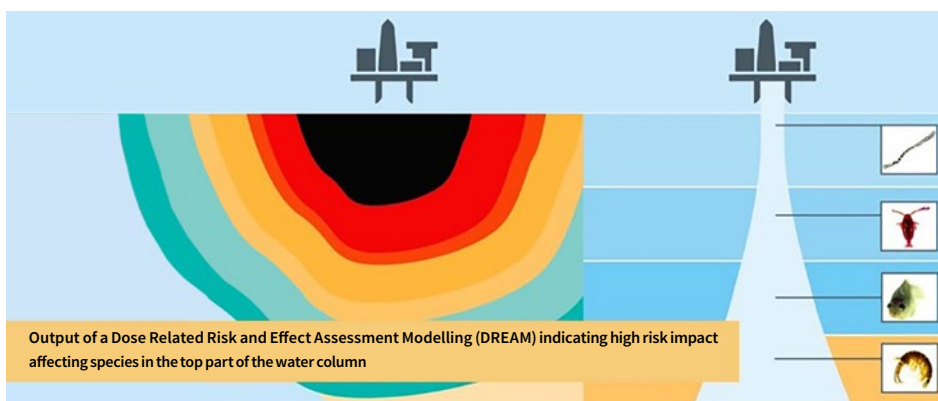 Output of a Dose Related Risk and Effect Assessment Modelling (DREAM) indicating high risk impact
affecting species in the top part of the water column